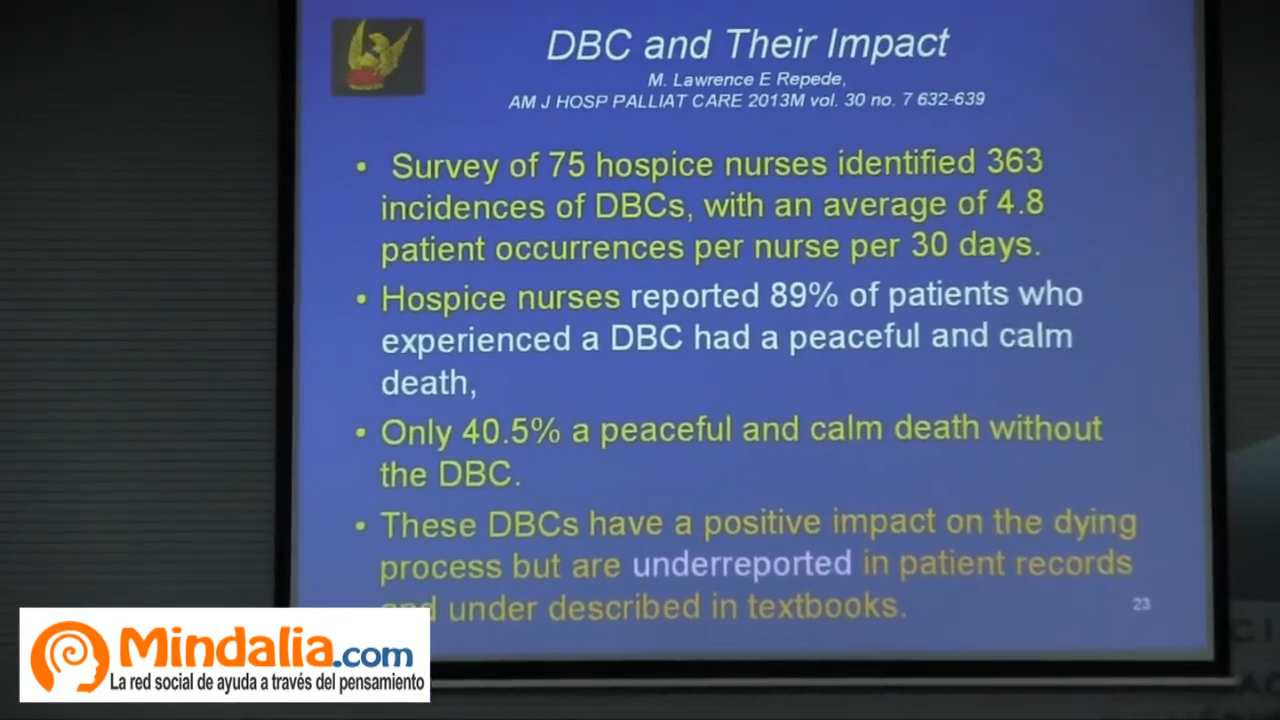 DBC and Their Impact
M. Lawrence E Repede,
AM J HOSP PALLIAT CARE 2013M vol. 30 no. 7 632-639
• Survey of 75 hospice nurses identified 363
incidences of DBCs, with an average of 4.8
patient occurrences per nurse per 30 days.
• Hospice nurses reported 89% of patients who
experienced a DBC had a peaceful and calm
death,
• Only 40.5% a peaceful and calm death without
the DBC.
• These DBCs have a positive impact on the dying
process but are underreported in patient records
and under described in textbooks.
23
Mindalia.com
La red social de ayuda a través del pensamiento